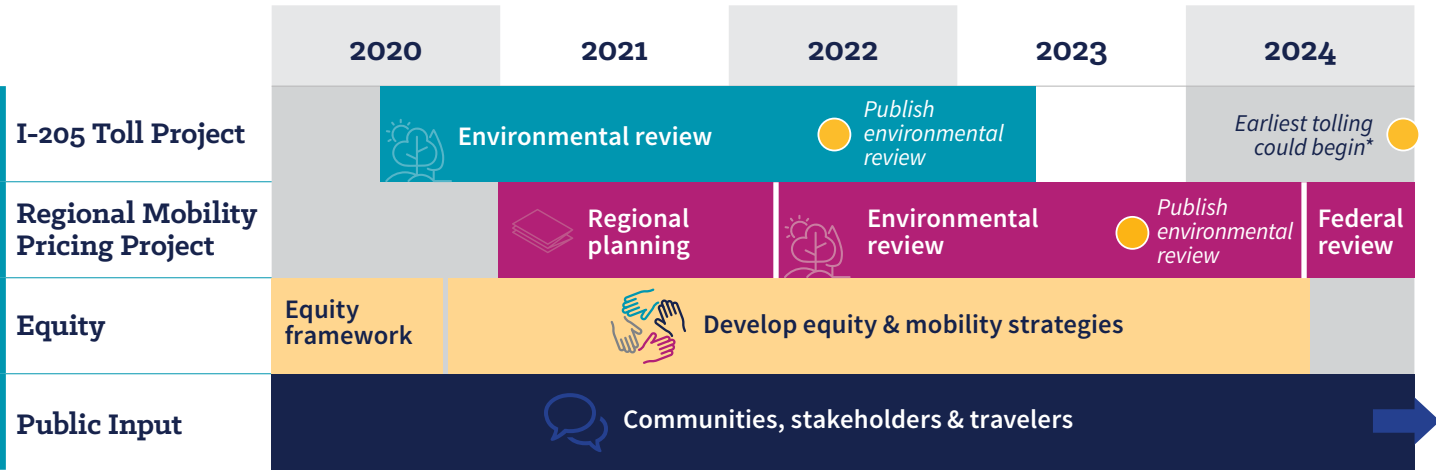 2020 2021 2022 2023 2024
I-205 Toll Project
Environmental review
Publish
environmental
review
Earliest tolling
could begin*
Regional Mobility
Pricing Project
Regional
planning
Environmental
review
Publish
environmental
review
Federal
review
Equity
Equity
framework
Develop equity & mobility strategies
Public Input
Communities, stakeholders & travelers